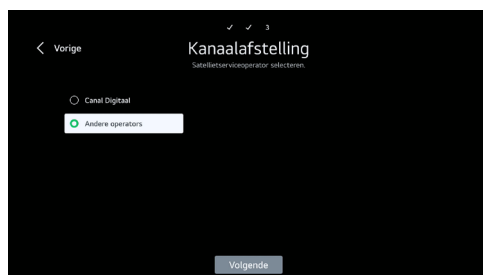 3
Vorige
Kanaalafstelling
Satellietserviceoperator selecteren.
Canal Digitaal
Andere operators
Volgende